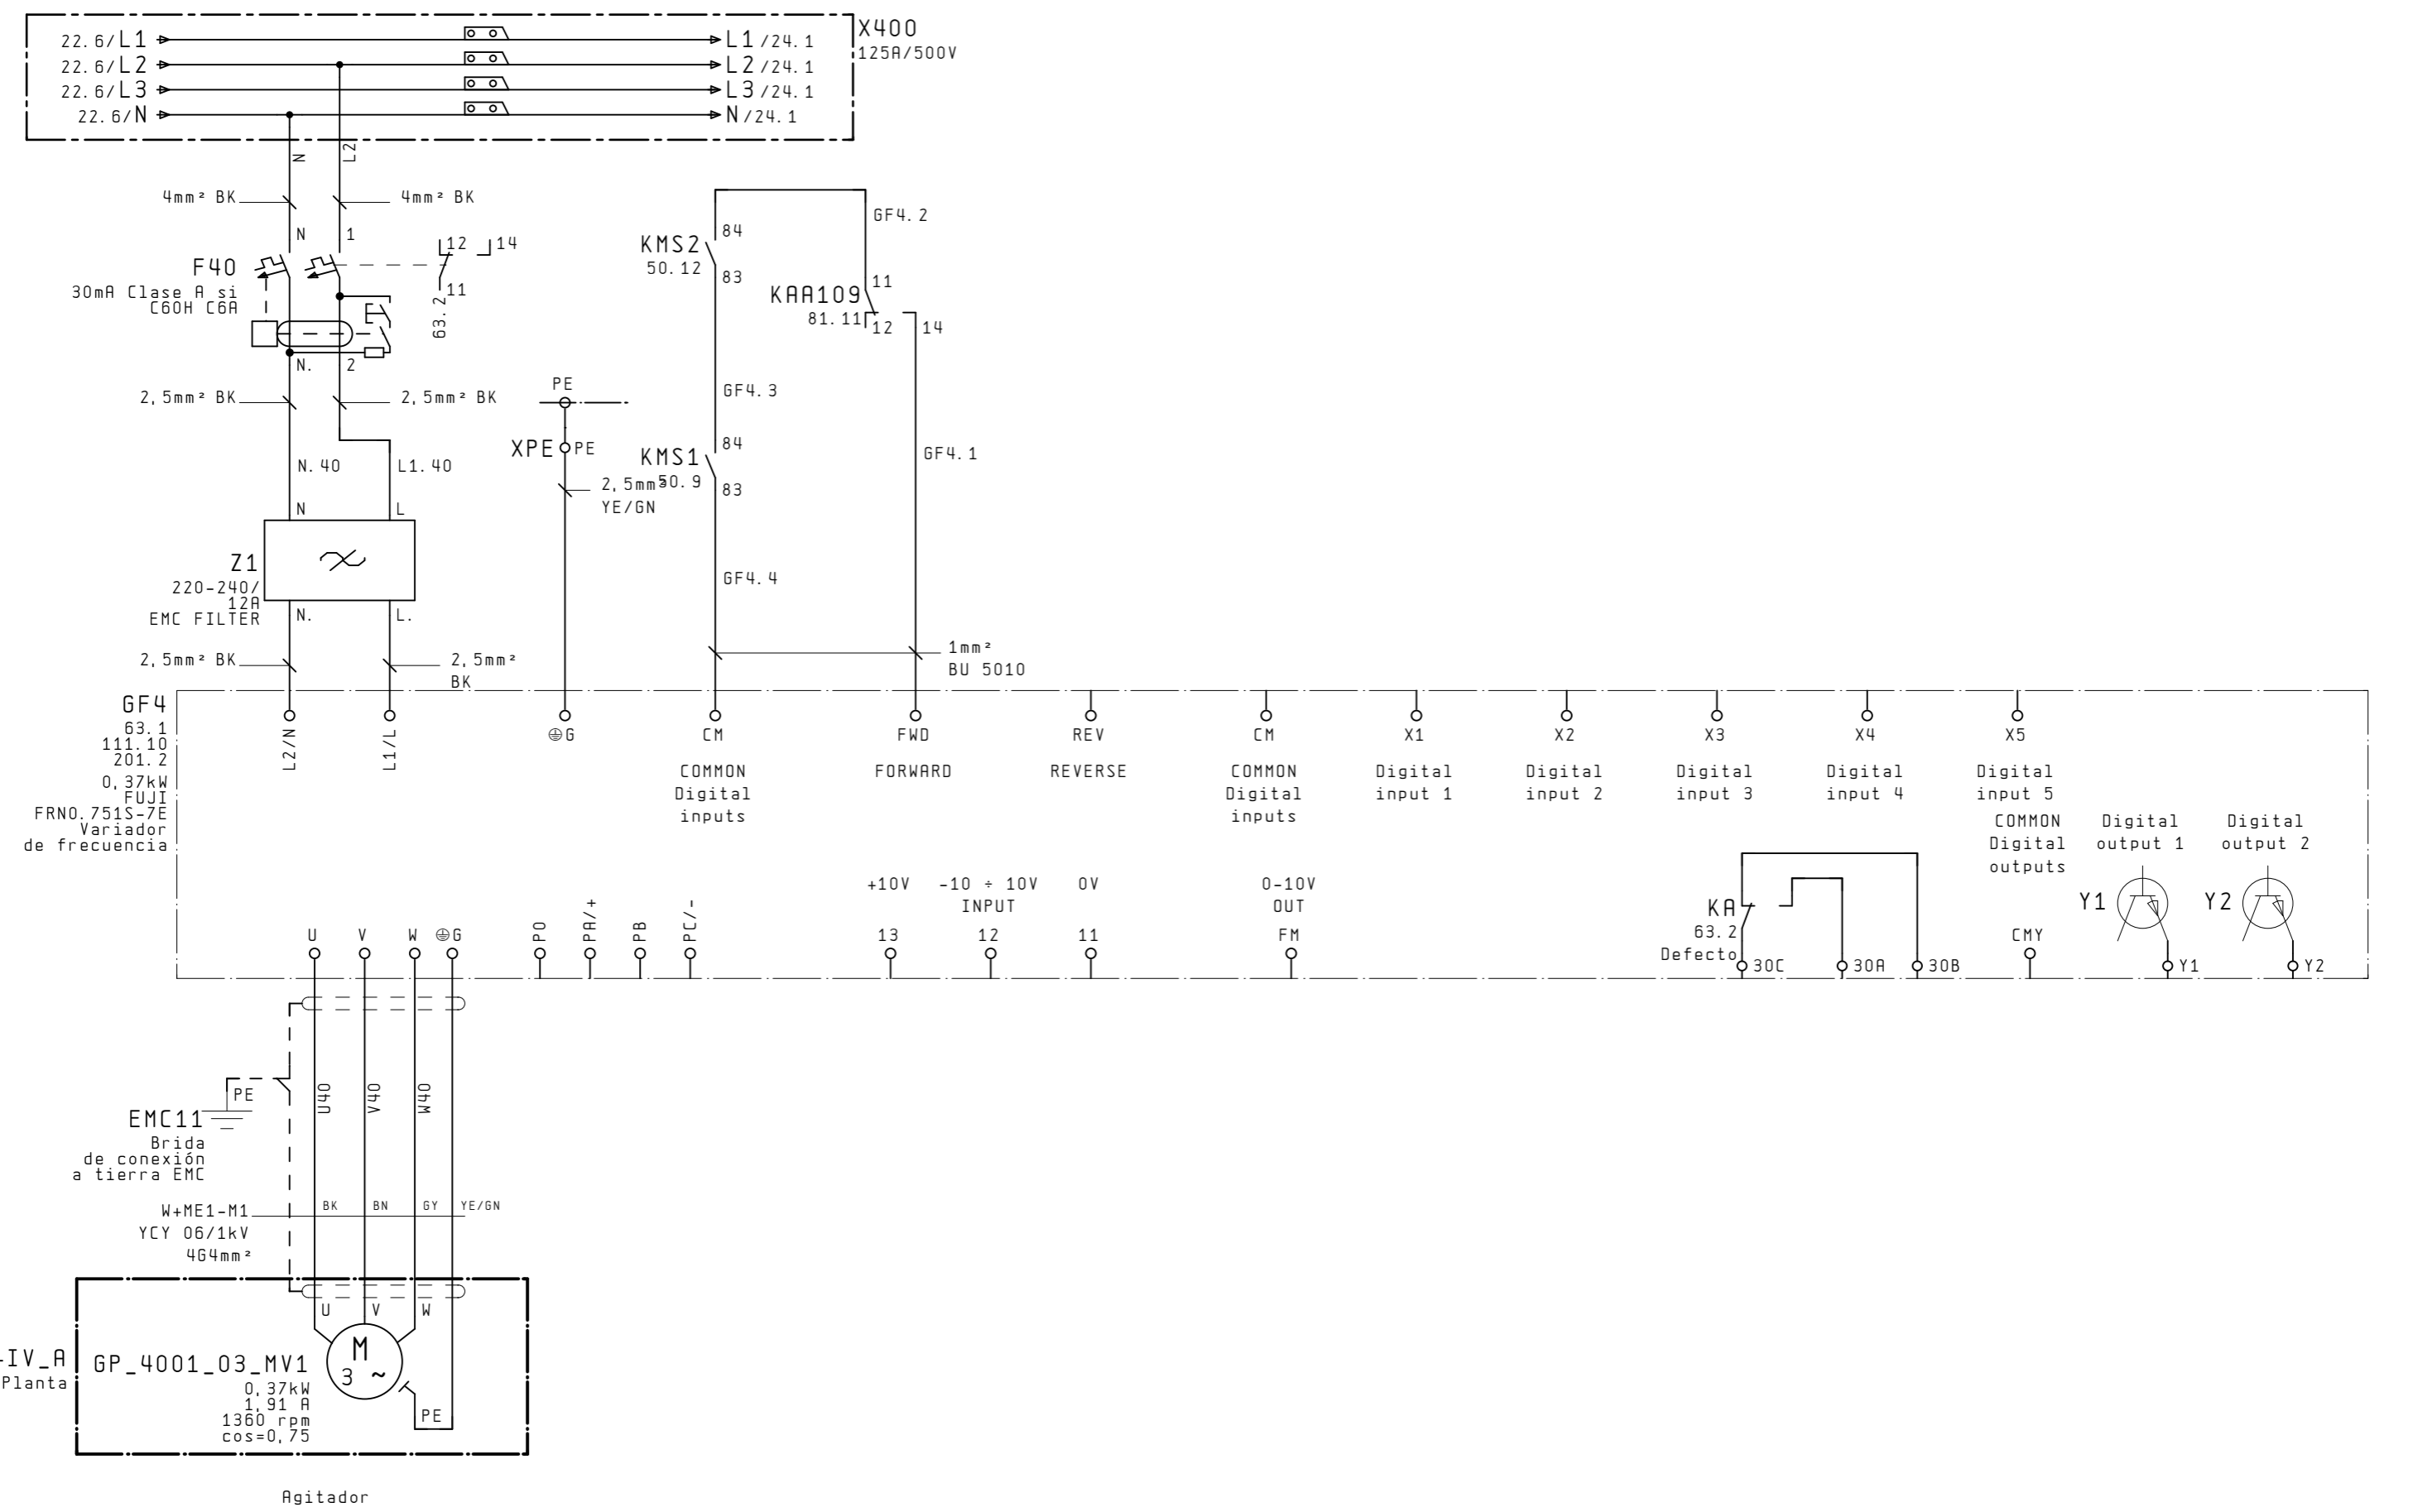 22.6/L1
L1/24.1
X400
125A/500V
22.6/L2
L2/24.1
22.6/L3
L3/24.1
22.6/N
N/24.1
N
L2
4mm² BK
4mm² BK
N
1
F40
30mA Clase A si
C60H C6A
12
14
11
63.2
N.
2
2,5mm² BK
2,5mm² BK
N.40
L1.40
N
L
Z1
220-240/
12A
EMC FILTER
N.
L.
2,5mm² BK
2,5mm²
BK
PE
XPE
PE
2,5mm²
YE/GN
KMS2
50.12
84
83
GF4.2
KAA109
81.11
11
12
14
GF4.3
KMS1
50.9
84
83
GF4.1
GF4.4
1mm²
BU 5010
GF4
63.1
111.10
201.2
0,37kW
FUJI
FRN0.751S-7E
Variador
de frecuencia
L2/N
L1/L
G
CM
COMMON
Digital
inputs
FWD
FORWARD
REV
REVERSE
CM
COMMON
Digital
inputs
X1
Digital
input 1
X2
Digital
input 2
X3
Digital
input 3
X4
Digital
input 4
X5
Digital
input 5
COMMON
Digital
outputs
Digital
output 1
Digital
output 2
U
V
W
G
P0
PA/+
PB
PC/-
+10V
13
-10 ÷ 10V
INPUT
12
0V
11
0-10V
OUT
FM
KA
63.2
Defecto
30C
30A
30B
CMY
Y1
Y1
Y2
Y2
U40
V40
W40
PE
EMC11
Brida
de conexión
a tierra EMC
W+ME1-M1
YCY 06/1kV
4G4mm²
BK
BN
GY
YE/GN
U
V
W
-IV_A
Planta
GP_4001_03_MV1
0,37kW
1,91 A
1360 rpm
cos=0,75
M
3 ~
PE
Agitador